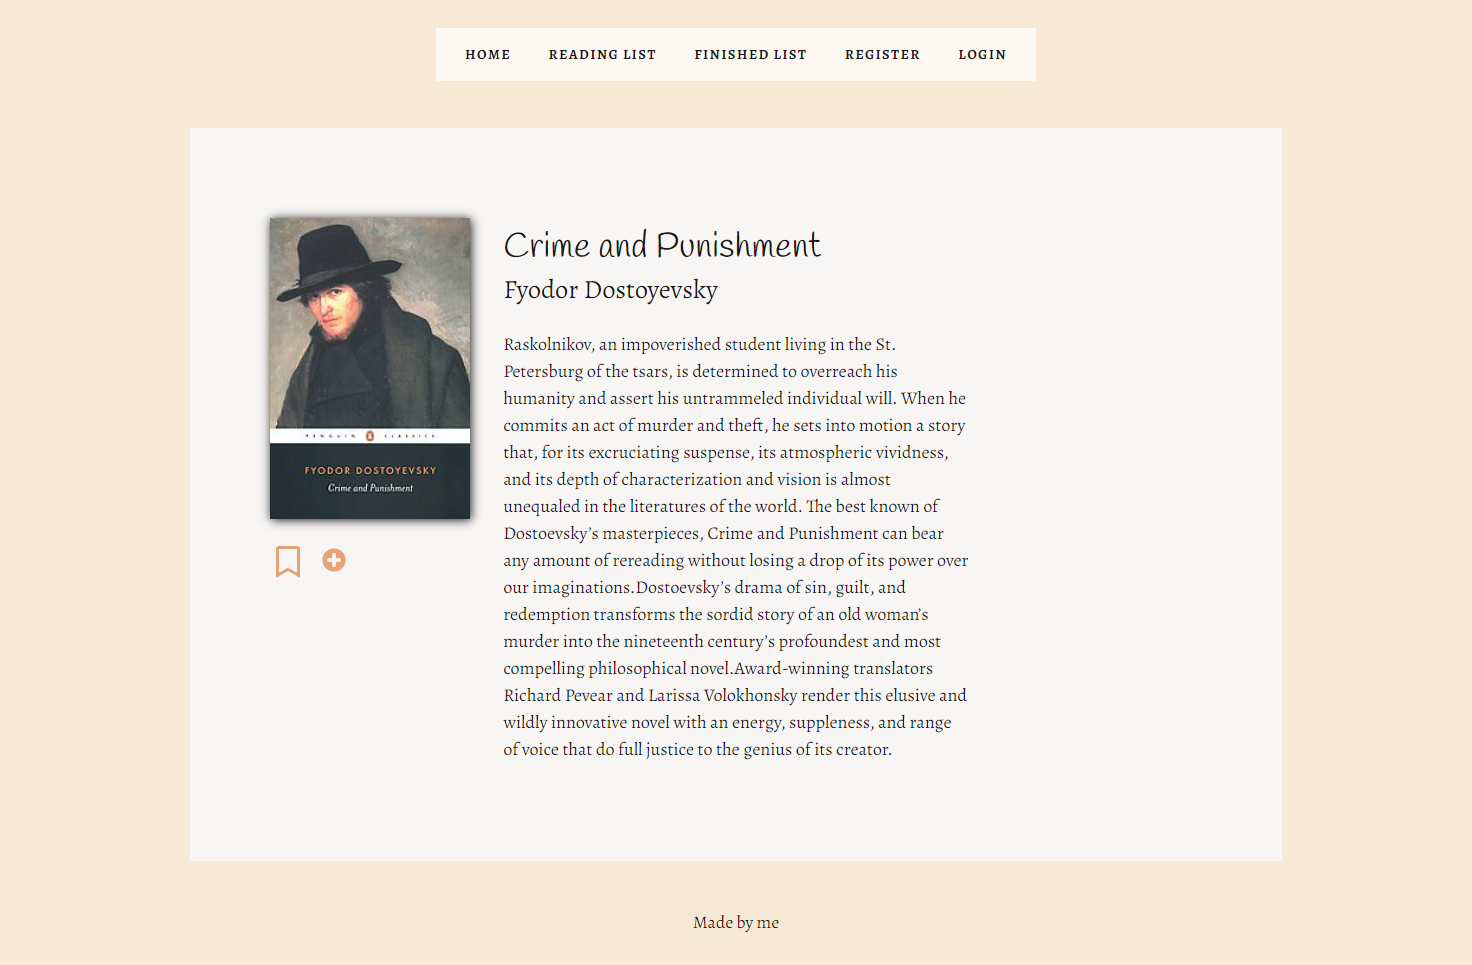 HOME READING LIST FINISHED LIST REGISTER LOGIN
PENGUIN CLASSICS
FYODOR DOSTOYEVSKY
Crime and Punishment
Crime and Punishment
Fyodor Dostoyevsky
Raskolnikov, an impoverished student living in the St.
Petersburg of the tsars, is determined to overreach his
humanity and assert his untrammeled individual will. When he
commits an act of murder and theft, he sets into motion a story
that, for its excruciating suspense, its atmospheric vividness,
and its depth of characterization and vision is almost
unequaled in the literatures of the world. The best known of
Dostoevsky’s masterpieces, Crime and Punishment can bear
any amount of rereading without losing a drop of its power over
our imaginations.Dostoevsky’s drama of sin, guilt, and
redemption transforms the sordid story of an old woman’s
murder into the nineteenth century’s profoundest and most
compelling philosophical novel.Award-winning translators
Richard Pevear and Larissa Volokhonsky render this elusive and
wildly innovative novel with an energy, suppleness, and range
of voice that do full justice to the genius of its creator.
Made by me